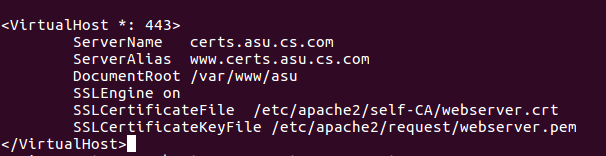 <VirtualHost *: 443>
ServerName certs.asu.cs.com
ServerAlias www.certs.asu.cs.com
DocumentRoot /var/www/asu
SSLEngine on
SSLCertificateFile /etc/apache2/self-CA/webserver.crt
SSLCertificateKeyFile /etc/apache2/request/webserver.pem
</VirtualHost>